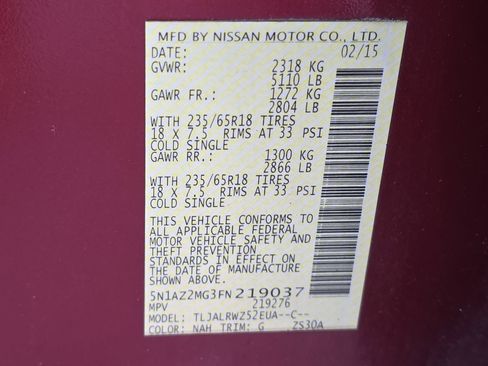 MFD BY NISSAN MOTOR CO., LTD.
DATE: 02/15
GVWR: 2318 KG
5110 LB
GAWR FR.: 1272 KG
2804 LB
WITH 235/65R18 TIRES
18 X 7.5 RIMS AT 33 PSI
COLD SINGLE
GAWR RR.: 1300 KG
2866 LB
WITH 235/65R18 TIRES
18 X 7.5 RIMS AT 33 PSI
COLD SINGLE
THIS VEHICLE CONFORMS TO
ALL APPLICABLE FEDERAL
MOTOR VEHICLE SAFETY AND
THEFT PREVENTION
STANDARDS IN EFFECT ON
THE DATE OF MANUFACTURE
SHOWN ABOVE.
5N1AZ2MG3FN219037
MPV 219276
MODEL: TLJALRWZ52EUA--C--
COLOR: NAH TRIM: G ZS30A